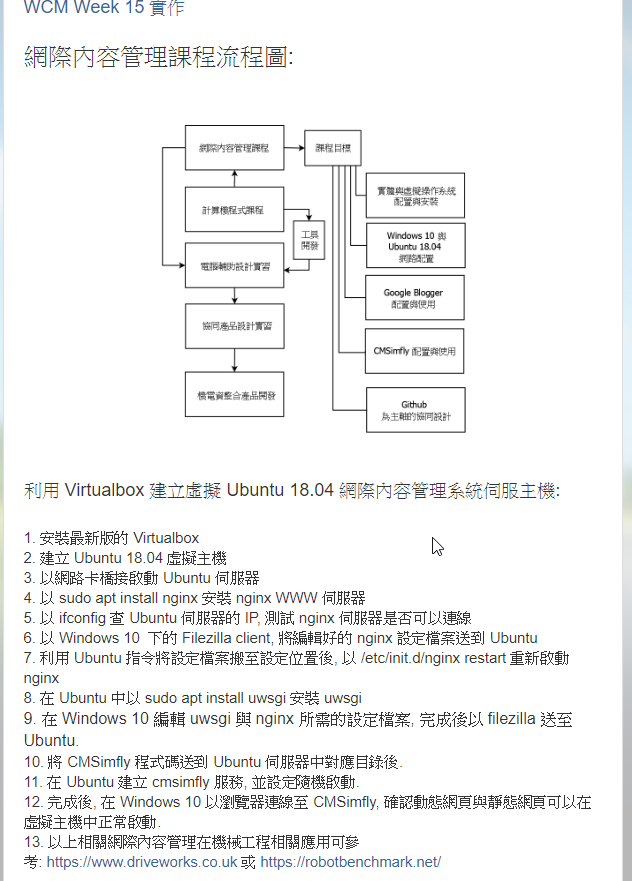 WCM Week 15 實作
網際內容管理課程流程圖:
網際內容管理課程
課程目標
實體與虛擬操作系統
配置與安裝
計算機程式課程
工具
開發
Windows 10 與
Ubuntu 18.04
網路配置
電腦輔助設計實習
Google Blogger
配置與使用
協同產品設計實習
CMSimfly 配置與使用
機電資整合產品開發
Github
為主軸的協同設計
利用 Virtualbox 建立虛擬 Ubuntu 18.04 網際內容管理系統伺服主機:
1. 安裝最新版的 Virtualbox
2. 建立 Ubuntu 18.04 虛擬主機
3. 以網路卡橋接啟動 Ubuntu 伺服器
4. 以 sudo apt install nginx 安裝 nginx WWW 伺服器
5. 以 ifconfig 查 Ubuntu 伺服器的 IP, 測試 nginx 伺服器是否可以連線
6. 以 Windows 10 下的 Filezilla client, 將編輯好的 nginx 設定檔案送到 Ubuntu
7. 利用 Ubuntu 指令將設定檔案搬至設定位置後, 以 /etc/init.d/nginx restart 重新啟動
nginx
8. 在 Ubuntu 中以 sudo apt install uwsgi 安裝 uwsgi
9. 在 Windows 10 編輯 uwsgi 與 nginx 所需的設定檔案, 完成後以 filezilla 送至
Ubuntu.
10. 將 CMSimfly 程式碼送到 Ubuntu 伺服器中對應目錄後.
11. 在 Ubuntu 建立 cmsimfly 服務, 並設定隨機啟動.
12. 完成後, 在 Windows 10 以瀏覽器連線至 CMSimfly, 確認動態網頁與靜態網頁可以在
虛擬主機中正常啟動.
13. 以上相關網際內容管理在機械工程相關應用可參
考: https://www.driveworks.co.uk 或 https://robotbenchmark.net/